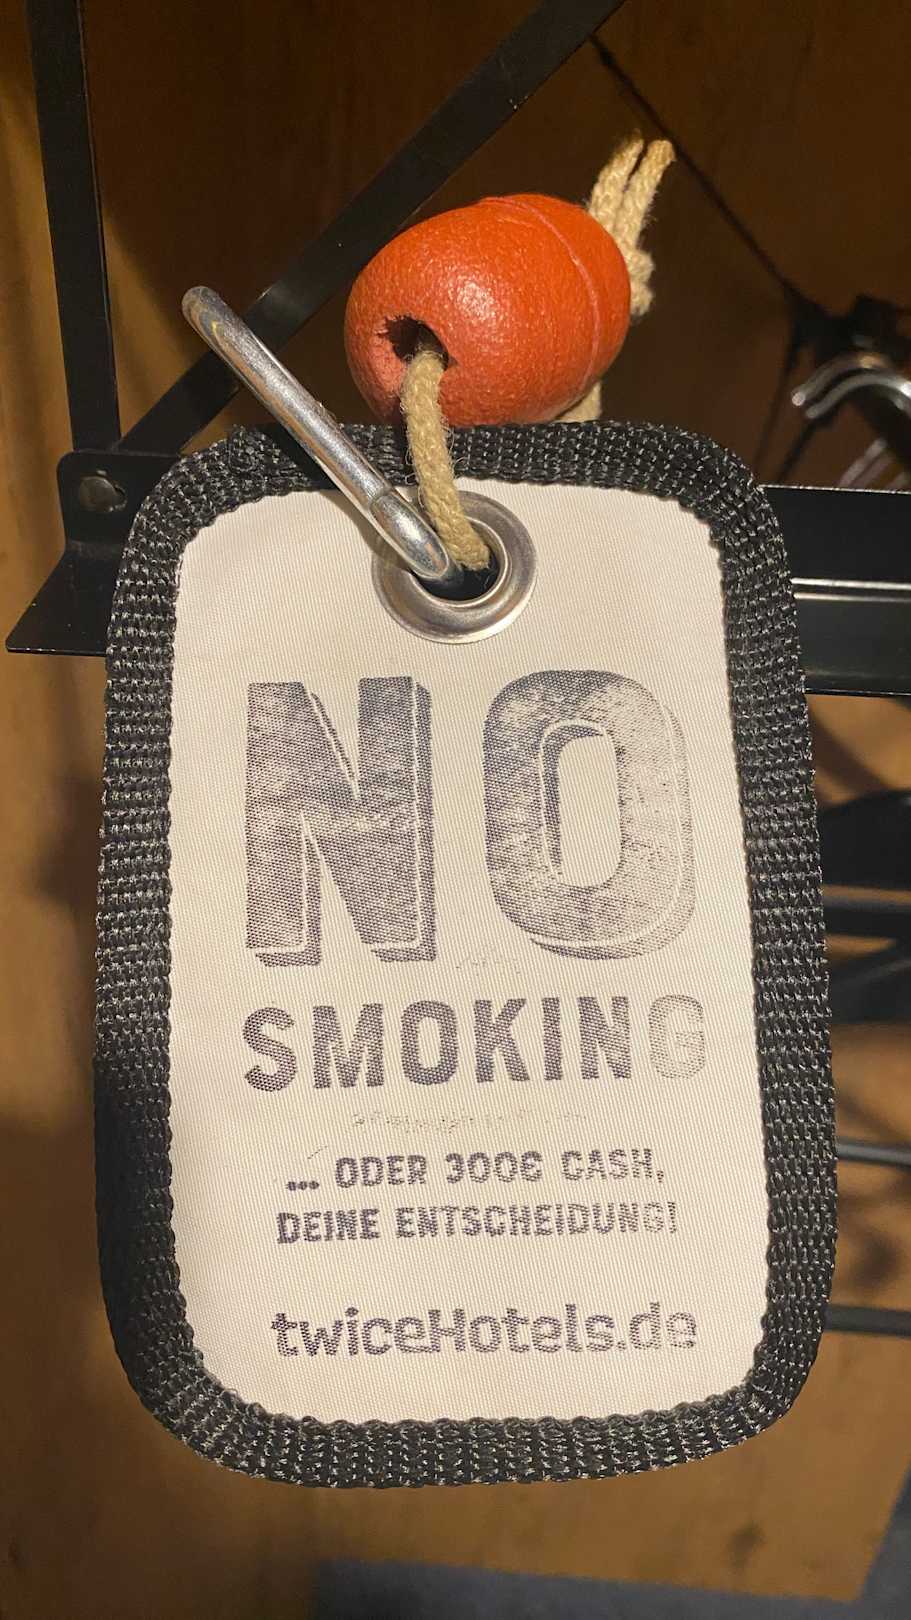 NO
SMOKING
... ODER 300€ CASH,
DEINE ENTSCHEIDUNG!
twiceHotels.de